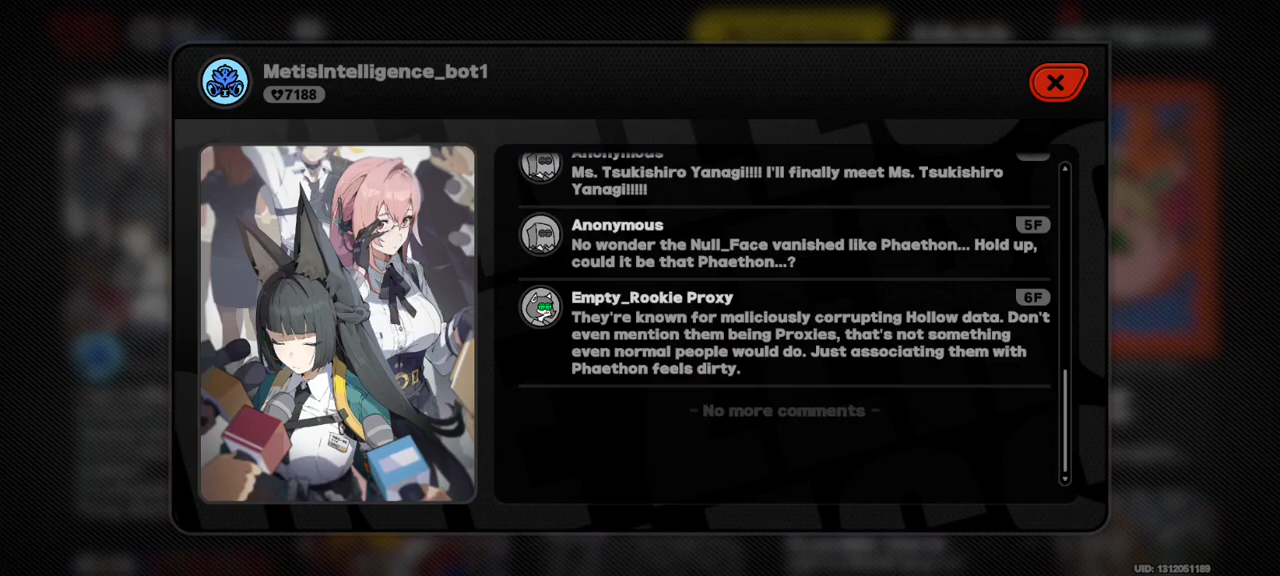 MetisIntelligence_bot1
7188
Anonymous
Ms. Tsukishiro Yanagi!!!! I'll finally meet Ms. Tsukishiro
Yanagi!!!!!
Anonymous
5F
No wonder the Null_Face vanished like Phaethon... Hold up,
could it be that Phaethon...?
Empty_Rookie Proxy
6F
They're known for maliciously corrupting Hollow data. Don't
even mention them being Proxies, that's not something
even normal people would do. Just associating them with
Phaethon feels dirty.
- No more comments -
UID: 1312051189